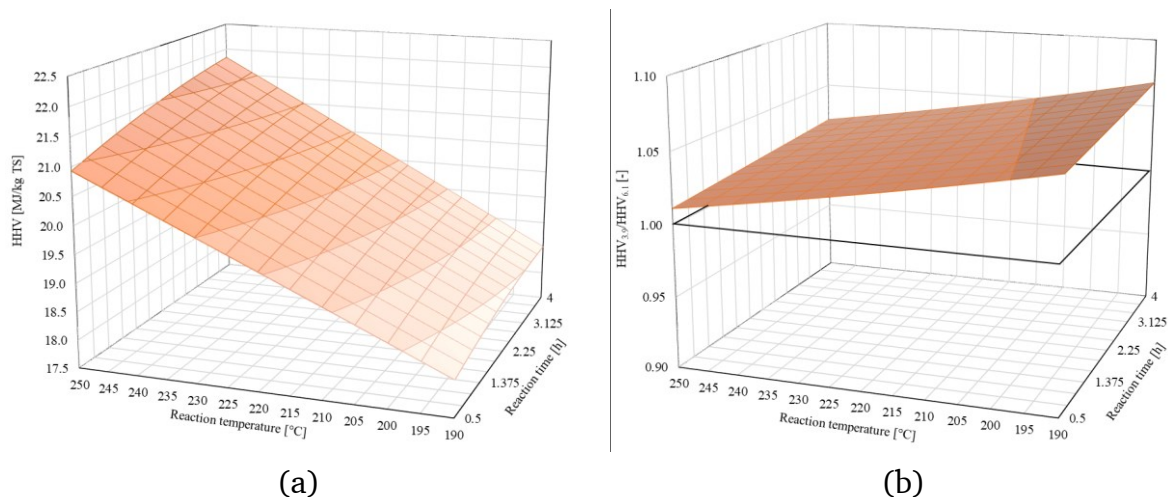 22.5
22.0
21.5
21.0
20.5
20.0
19.5
19.0
18.5
18.0
17.5
HHV [MJ/kg TS]
250 245 240 235 230 225 220 215 210 205 200 195 190
Reaction temperature [°C]
0.5 1.375 2.25 3.125 4
Reaction time [h]
(a)
1.10
1.05
1.00
0.95
0.90
HHV3.9/HHV6.1 [-]
250 245 240 235 230 225 220 215 210 205 200 195 190
Reaction temperature [°C]
0.5 1.375 2.25 3.125 4
Reaction time [h]
(b)